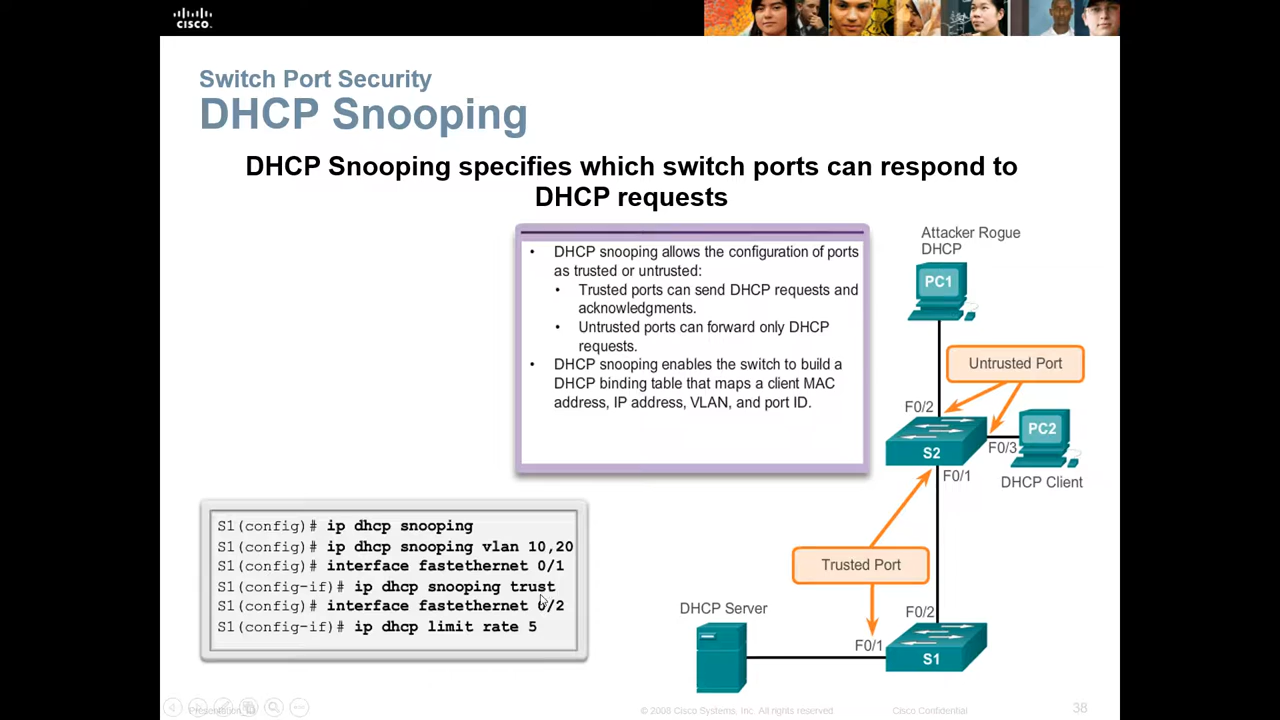 CISCO
Switch Port Security
DHCP Snooping
DHCP Snooping specifies which switch ports can respond to
DHCP requests
• DHCP snooping allows the configuration of ports
as trusted or untrusted:
• Trusted ports can send DHCP requests and
acknowledgments.
• Untrusted ports can forward only DHCP
requests.
• DHCP snooping enables the switch to build a
DHCP binding table that maps a client MAC
address, IP address, VLAN, and port ID.
Attacker Rogue
DHCP
PC1
Untrusted Port
F0/2
PC2
S2
F0/3
F0/1
DHCP Client
Trusted Port
DHCP Server
F0/2
F0/1
S1
S1(config)# ip dhcp snooping
S1(config)# ip dhcp snooping vlan 10,20
S1(config)# interface fastethernet 0/1
S1(config-if)# ip dhcp snooping trust
S1(config)# interface fastethernet 0/2
S1(config-if)# ip dhcp limit rate 5
© 2008 Cisco Systems, Inc. All rights reserved
Cisco Confidential
38